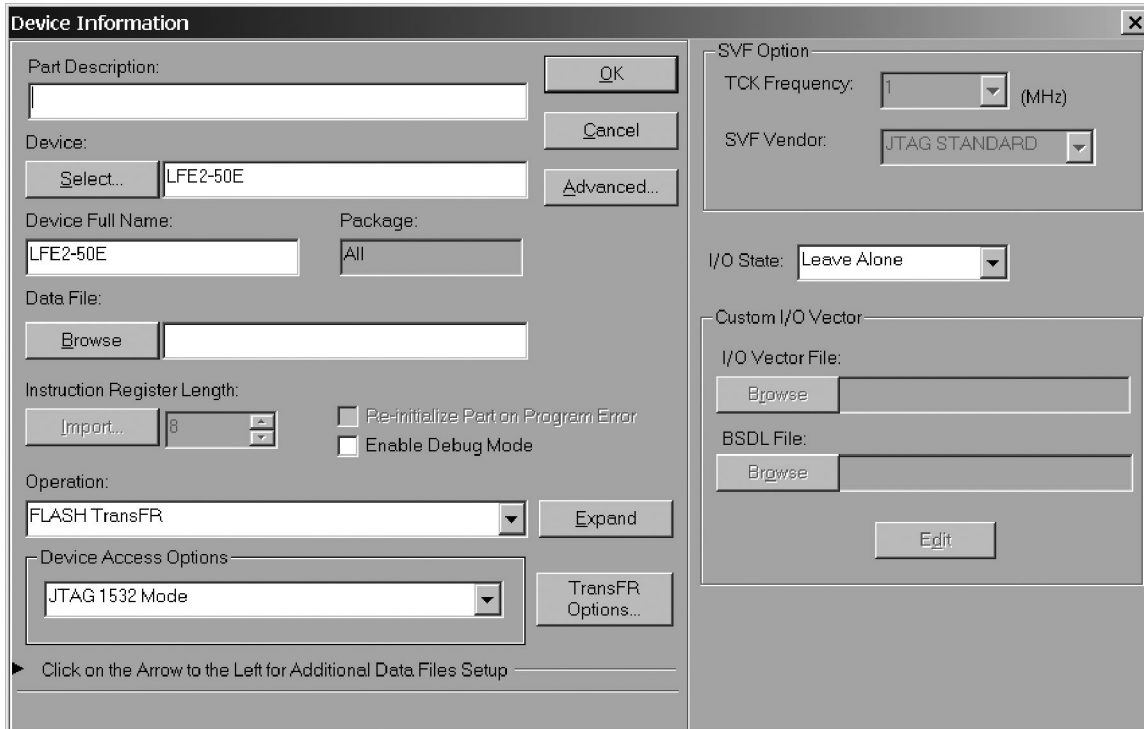 Device Information
Part Description:
OK
Cancel
Device:
Select...
LFE2-50E
Advanced...
Device Full Name:
Package:
LFE2-50E
All
Data File:
Browse
Instruction Register Length:
Import...
8
Re-initialize Part on Program Error
Enable Debug Mode
Operation:
FLASH TransFR
Expand
Device Access Options
JTAG 1532 Mode
TransFR
Options...
Click on the Arrow to the Left for Additional Data Files Setup
SVF Option
TCK Frequency:
1
(MHz)
SVF Vendor:
JTAG STANDARD
I/O State:
Leave Alone
Custom I/O Vector
I/O Vector File:
Browse
BSDL File:
Browse
Edit